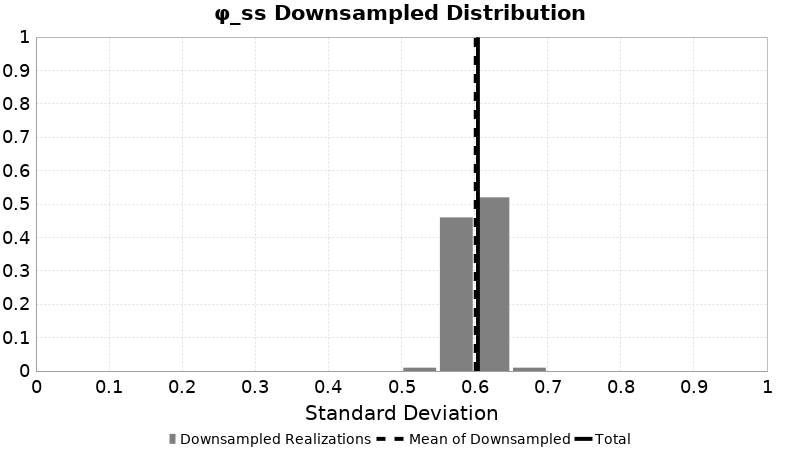 φ_ss Downsampled Distribution
1
0.9
0.8
0.7
0.6
0.5
0.4
0.3
0.2
0.1
0
0 0.1 0.2 0.3 0.4 0.5 0.6 0.7 0.8 0.9 1
Standard Deviation
Downsampled Realizations Mean of Downsampled Total